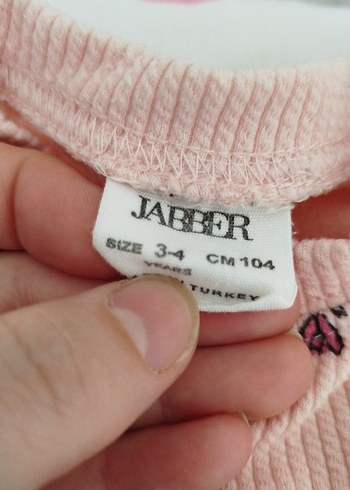 JABBER
SIZE 3-4 CM 104
YEARS
TURKEY